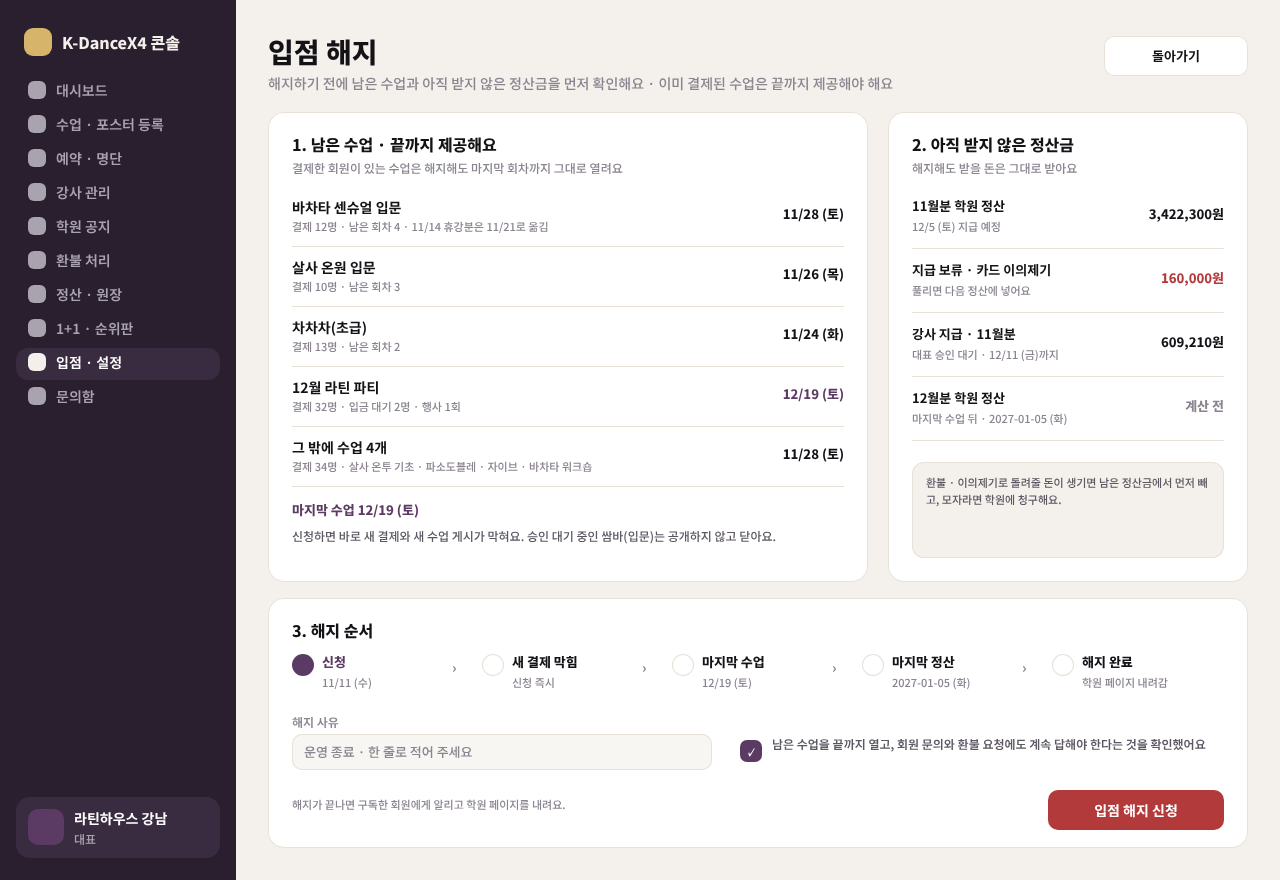 K-DanceX4 콘솔
대시보드
수업 · 포스터 등록
예약 · 명단
강사 관리
학원 공지
환불 처리
정산 · 원장
1+1 · 순위판
입점 · 설정
문의함
라틴하우스 강남
대표
입점 해지
해지하기 전에 남은 수업과 아직 받지 않은 정산금을 먼저 확인해요 · 이미 결제된 수업은 끝까지 제공해야 해요
돌아가기
1. 남은 수업 · 끝까지 제공해요
결제한 회원이 있는 수업은 해지해도 마지막 회차까지 그대로 열려요
바차타 센슈얼 입문
11/28 (토)
결제 12명 · 남은 회차 4 · 11/14 휴강분은 11/21로 옮김
살사 온원 입문
11/26 (목)
결제 10명 · 남은 회차 3
차차차(초급)
11/24 (화)
결제 13명 · 남은 회차 2
12월 라틴 파티
12/19 (토)
결제 32명 · 입금 대기 2명 · 행사 1회
그 밖에 수업 4개
11/28 (토)
결제 34명 · 살사 온투 기초 · 파소도블레 · 자이브 · 바차타 워크숍
마지막 수업 12/19 (토)
신청하면 바로 새 결제와 새 수업 게시가 막혀요. 승인 대기 중인 쌈바(입문)는 공개하지 않고 닫아요.
2. 아직 받지 않은 정산금
해지해도 받을 돈은 그대로 받아요
11월분 학원 정산
3,422,300원
12/5 (토) 지급 예정
지급 보류 · 카드 이의제기
160,000원
풀리면 다음 정산에 넣어요
강사 지급 · 11월분
609,210원
대표 승인 대기 · 12/11 (금)까지
12월분 학원 정산
계산 전
마지막 수업 뒤 · 2027-01-05 (화)
환불 · 이의제기로 돌려줄 돈이 생기면 남은 정산금에서 먼저 빼
고, 모자라면 학원에 청구해요.
3. 해지 순서
신청
11/11 (수)
›
새 결제 막힘
신청 즉시
›
마지막 수업
12/19 (토)
›
마지막 정산
2027-01-05 (화)
›
해지 완료
학원 페이지 내려감
해지 사유
운영 종료 · 한 줄로 적어 주세요
✓
남은 수업을 끝까지 열고, 회원 문의와 환불 요청에도 계속 답해야 한다는 것을 확인했어요
해지가 끝나면 구독한 회원에게 알리고 학원 페이지를 내려요.
입점 해지 신청